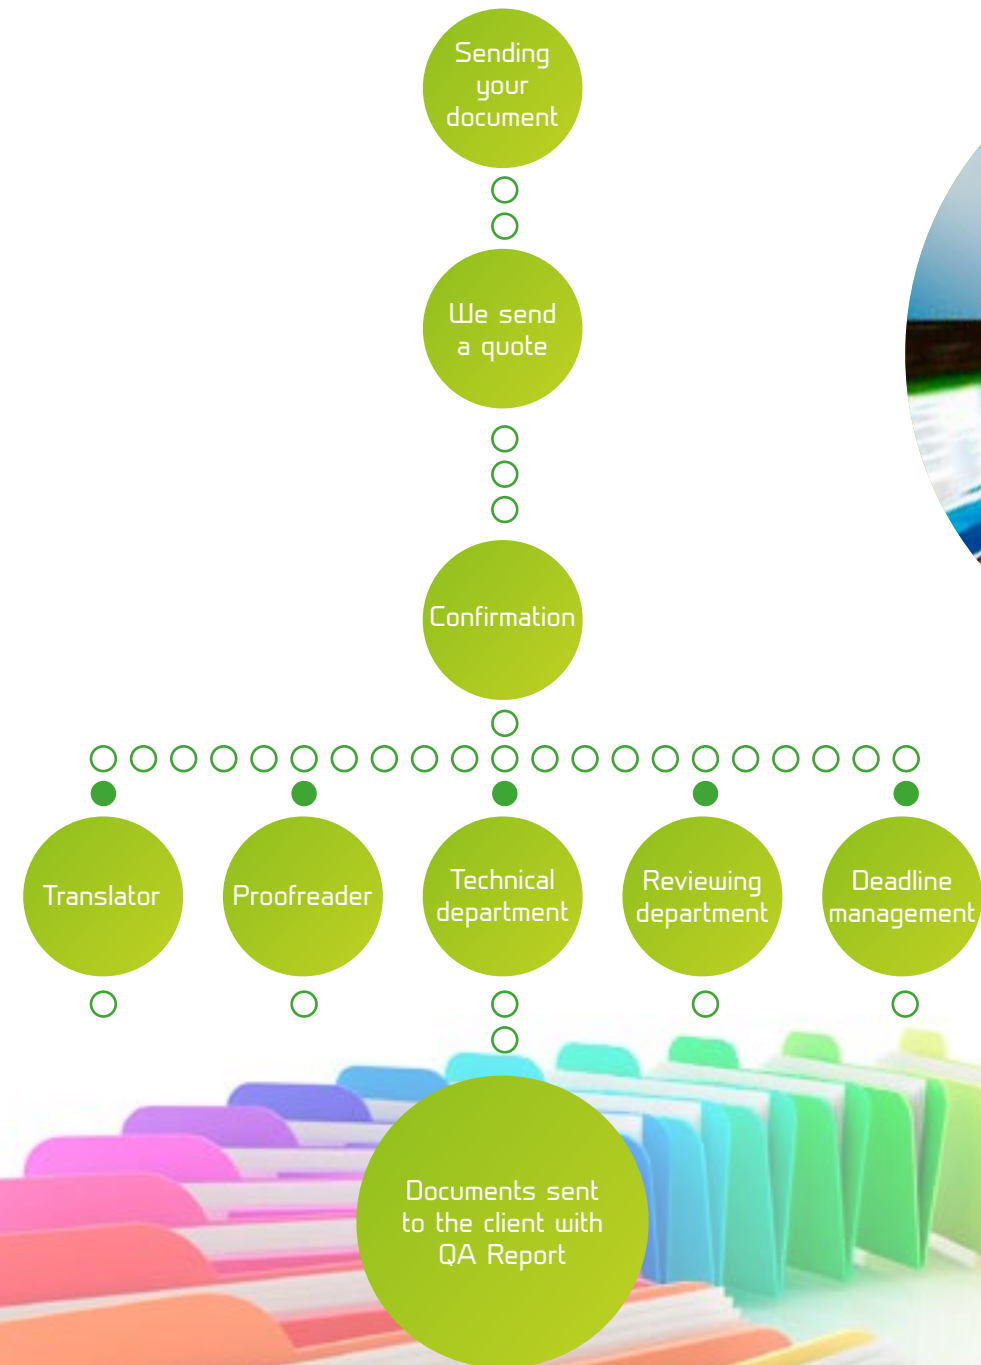 Sending
your
document
We send
a quote
Confirmation
Translator
Proofreader
Technical
department
Reviewing
department
Deadline
management
Documents sent
to the client with
QA Report